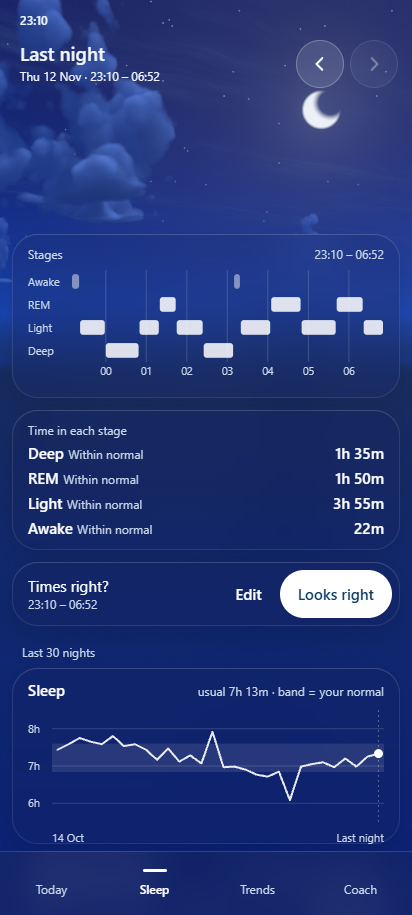 23:10
Last night
Thu 12 Nov · 23:10 – 06:52
Stages 23:10 – 06:52
Awake
REM
Light
Deep
00 01 02 03 04 05 06
Time in each stage
Deep Within normal 1h 35m
REM Within normal 1h 50m
Light Within normal 3h 55m
Awake Within normal 22m
Times right?
23:10 – 06:52
Edit Looks right
Last 30 nights
Sleep usual 7h 13m · band = your normal
8h
7h
6h
14 Oct Last night
Today Sleep Trends Coach